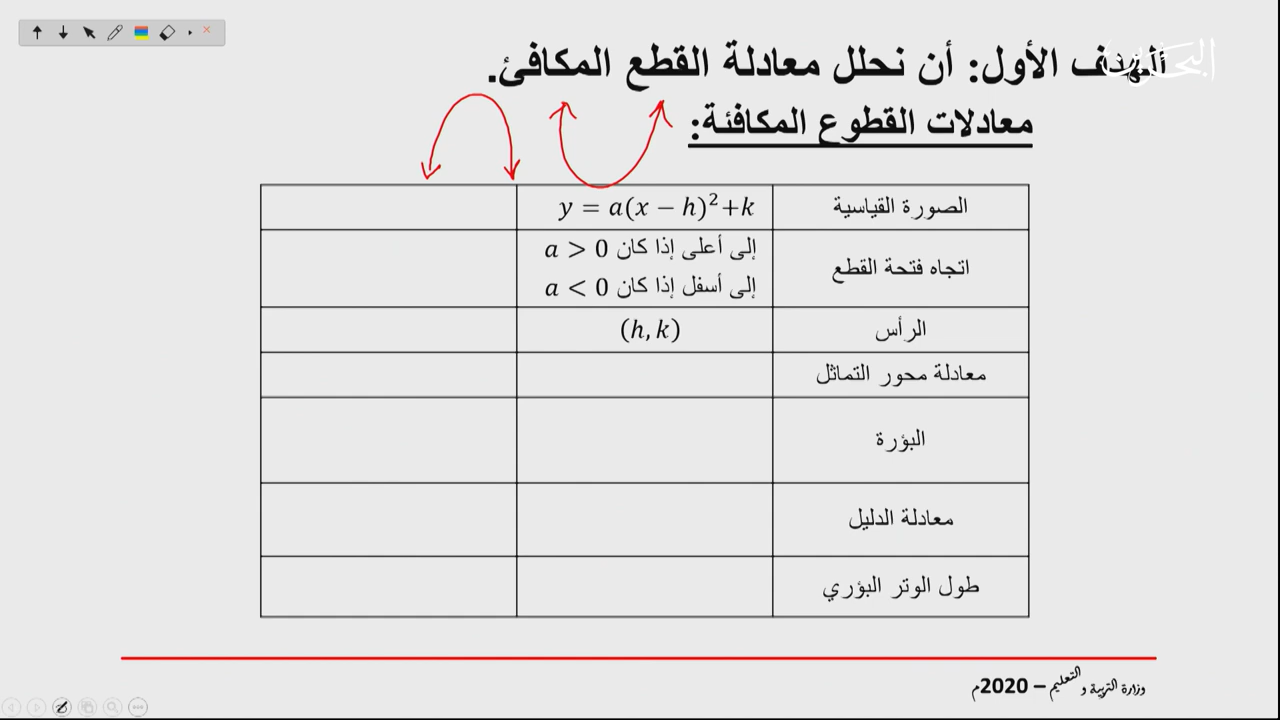 البحرين
الهدف الأول: أن نحلل معادلة القطع المكافئ.
معادلات القطوع المكافئة:
الصورة القياسية
y = a(x − h)²+k
اتجاه فتحة القطع
إلى أعلى إذا كان a > 0
إلى أسفل إذا كان a < 0
الرأس
(h, k)
معادلة محور التماثل
البؤرة
معادلة الدليل
طول الوتر البؤري
وزارة التربية و التعليم – 2020م